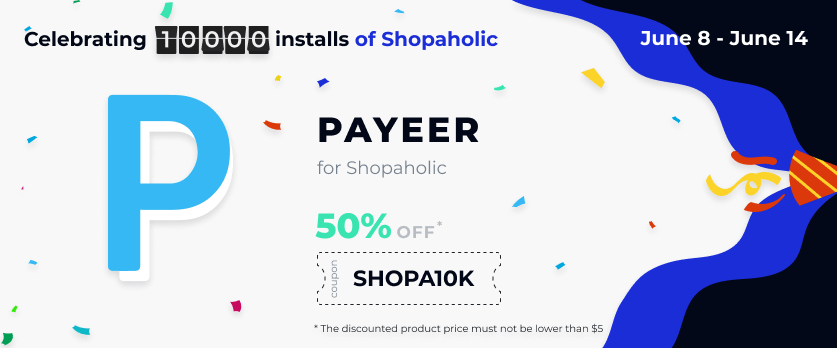 Celebrating 10000 installs of Shopaholic
June 8 - June 14
P
PAYEER
for Shopaholic
50% OFF*
coupon SHOPA10K
* The discounted product price must not be lower than $5